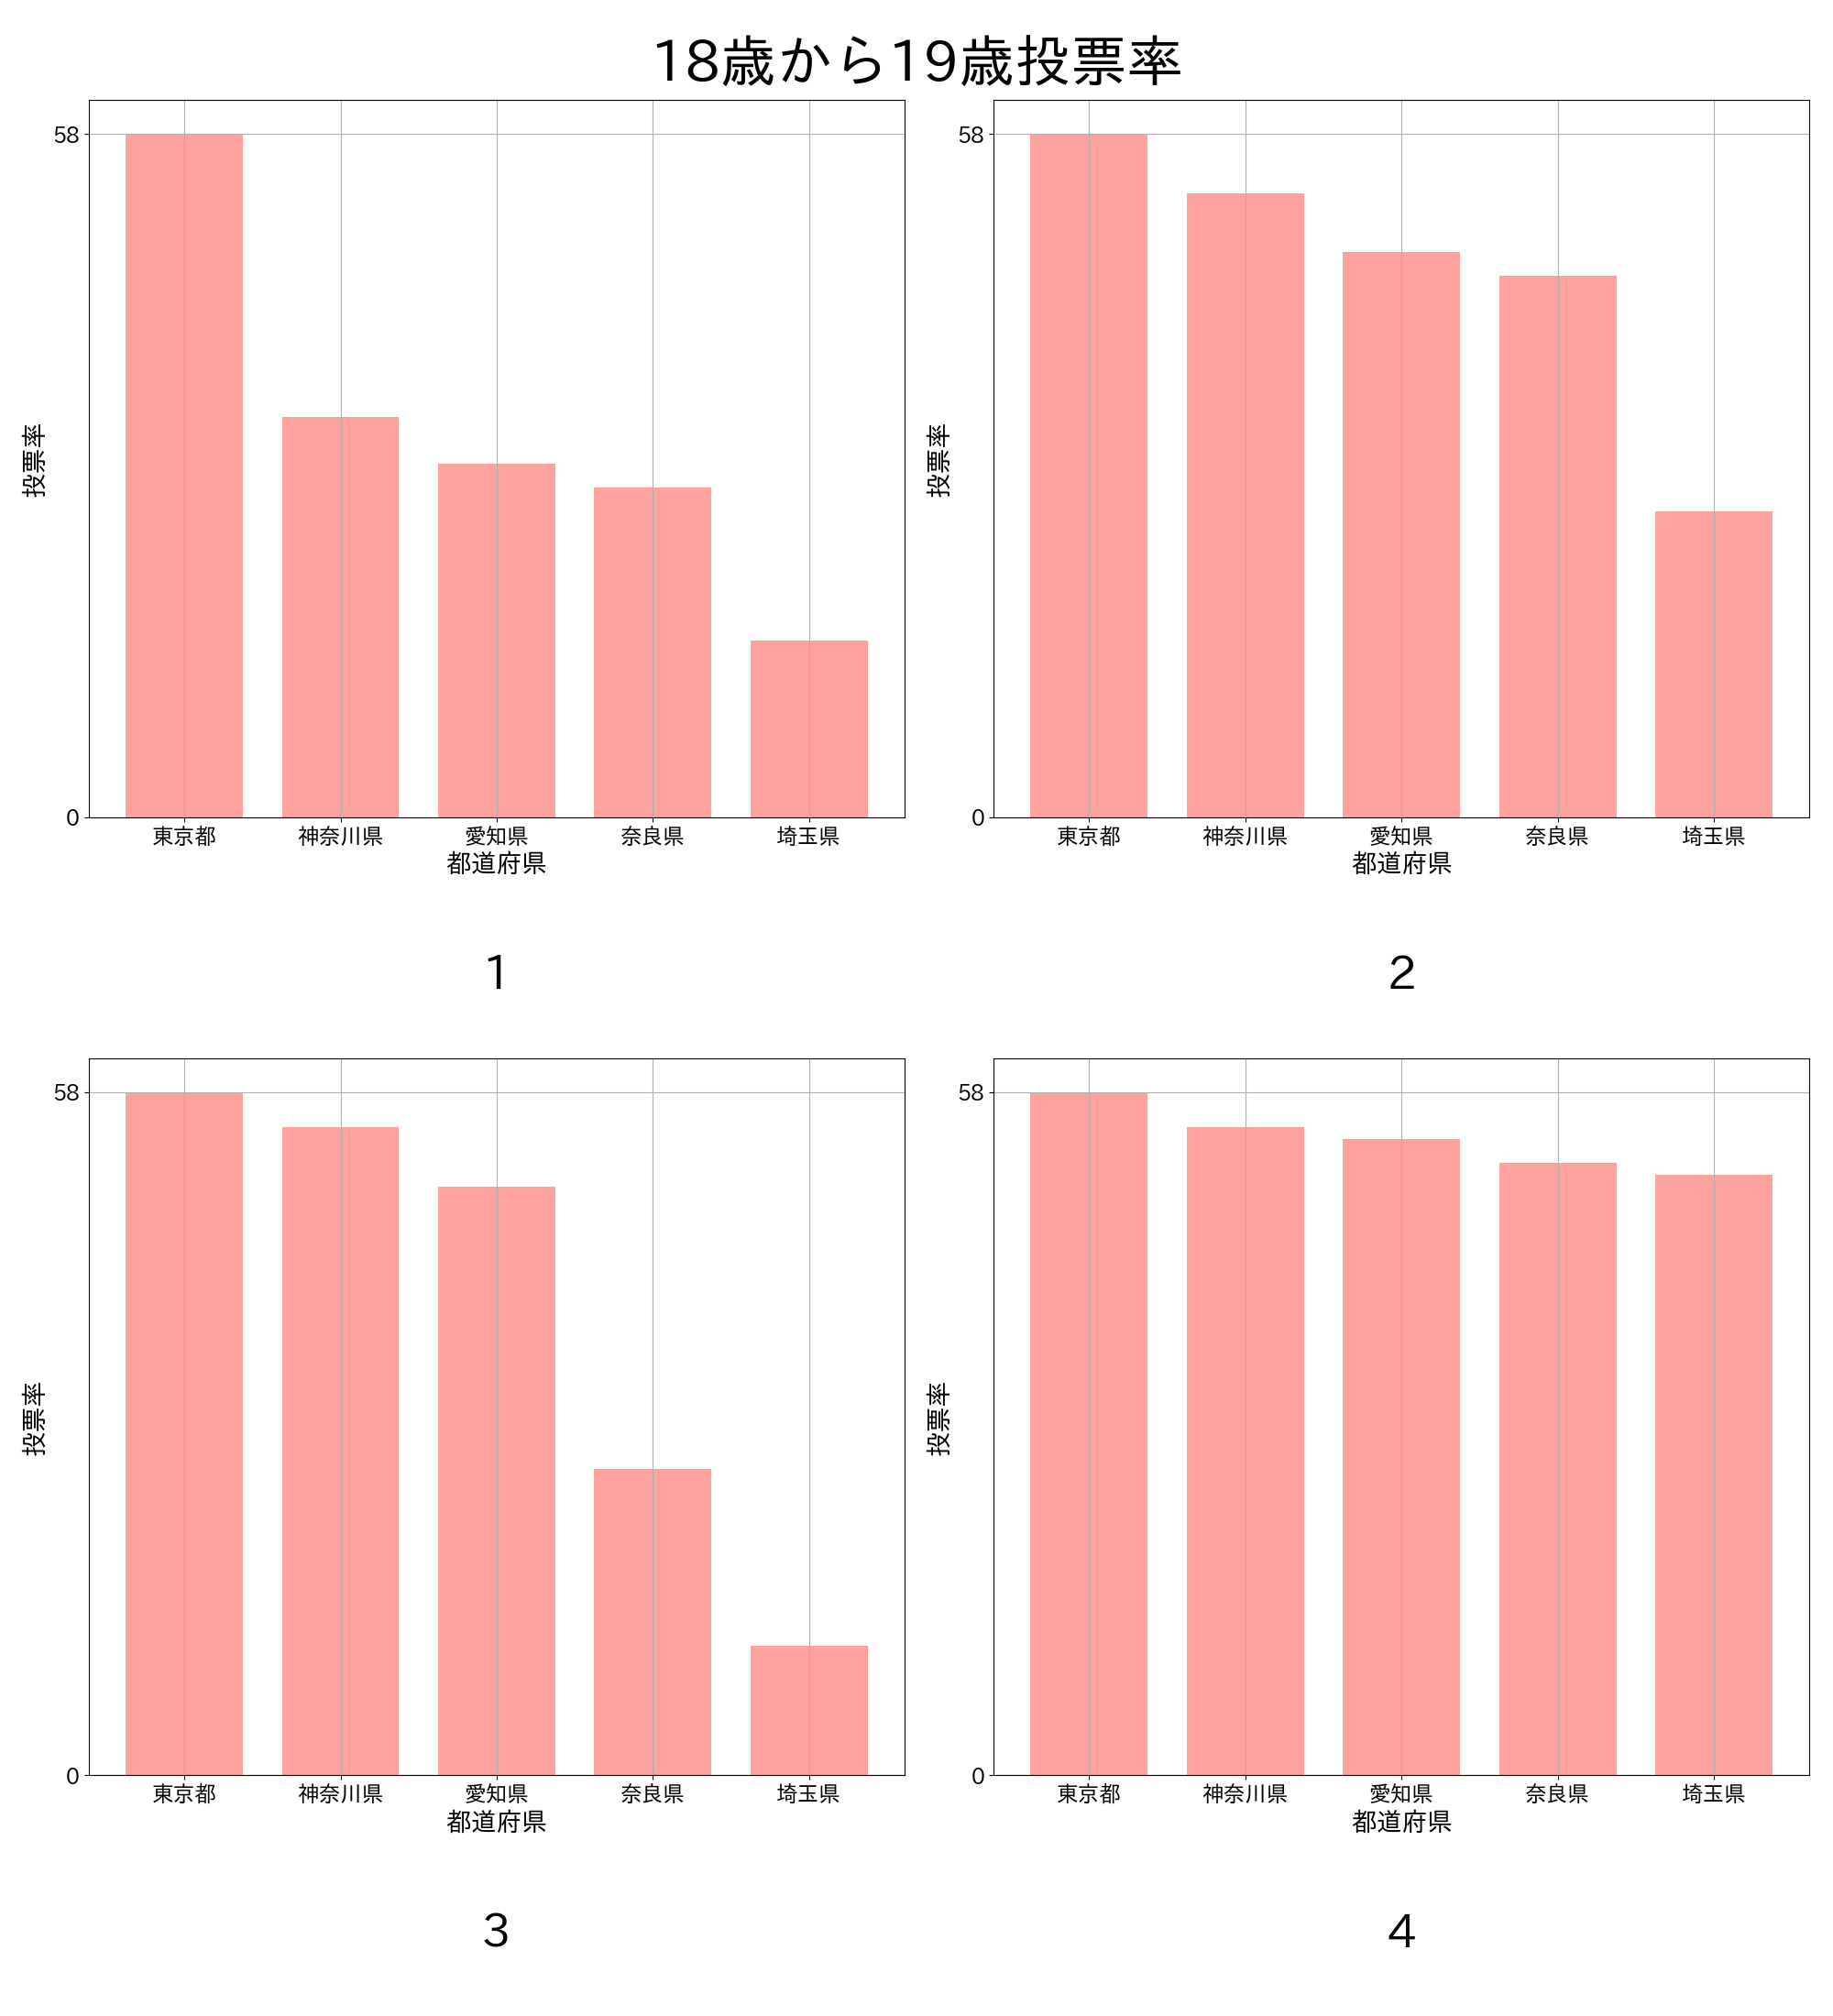 18歳から19歳投票率
58
0
投票率
東京都 神奈川県 愛知県 奈良県 埼玉県
都道府県
1
58
0
投票率
東京都 神奈川県 愛知県 奈良県 埼玉県
都道府県
2
58
0
投票率
東京都 神奈川県 愛知県 奈良県 埼玉県
都道府県
3
58
0
投票率
東京都 神奈川県 愛知県 奈良県 埼玉県
都道府県
4